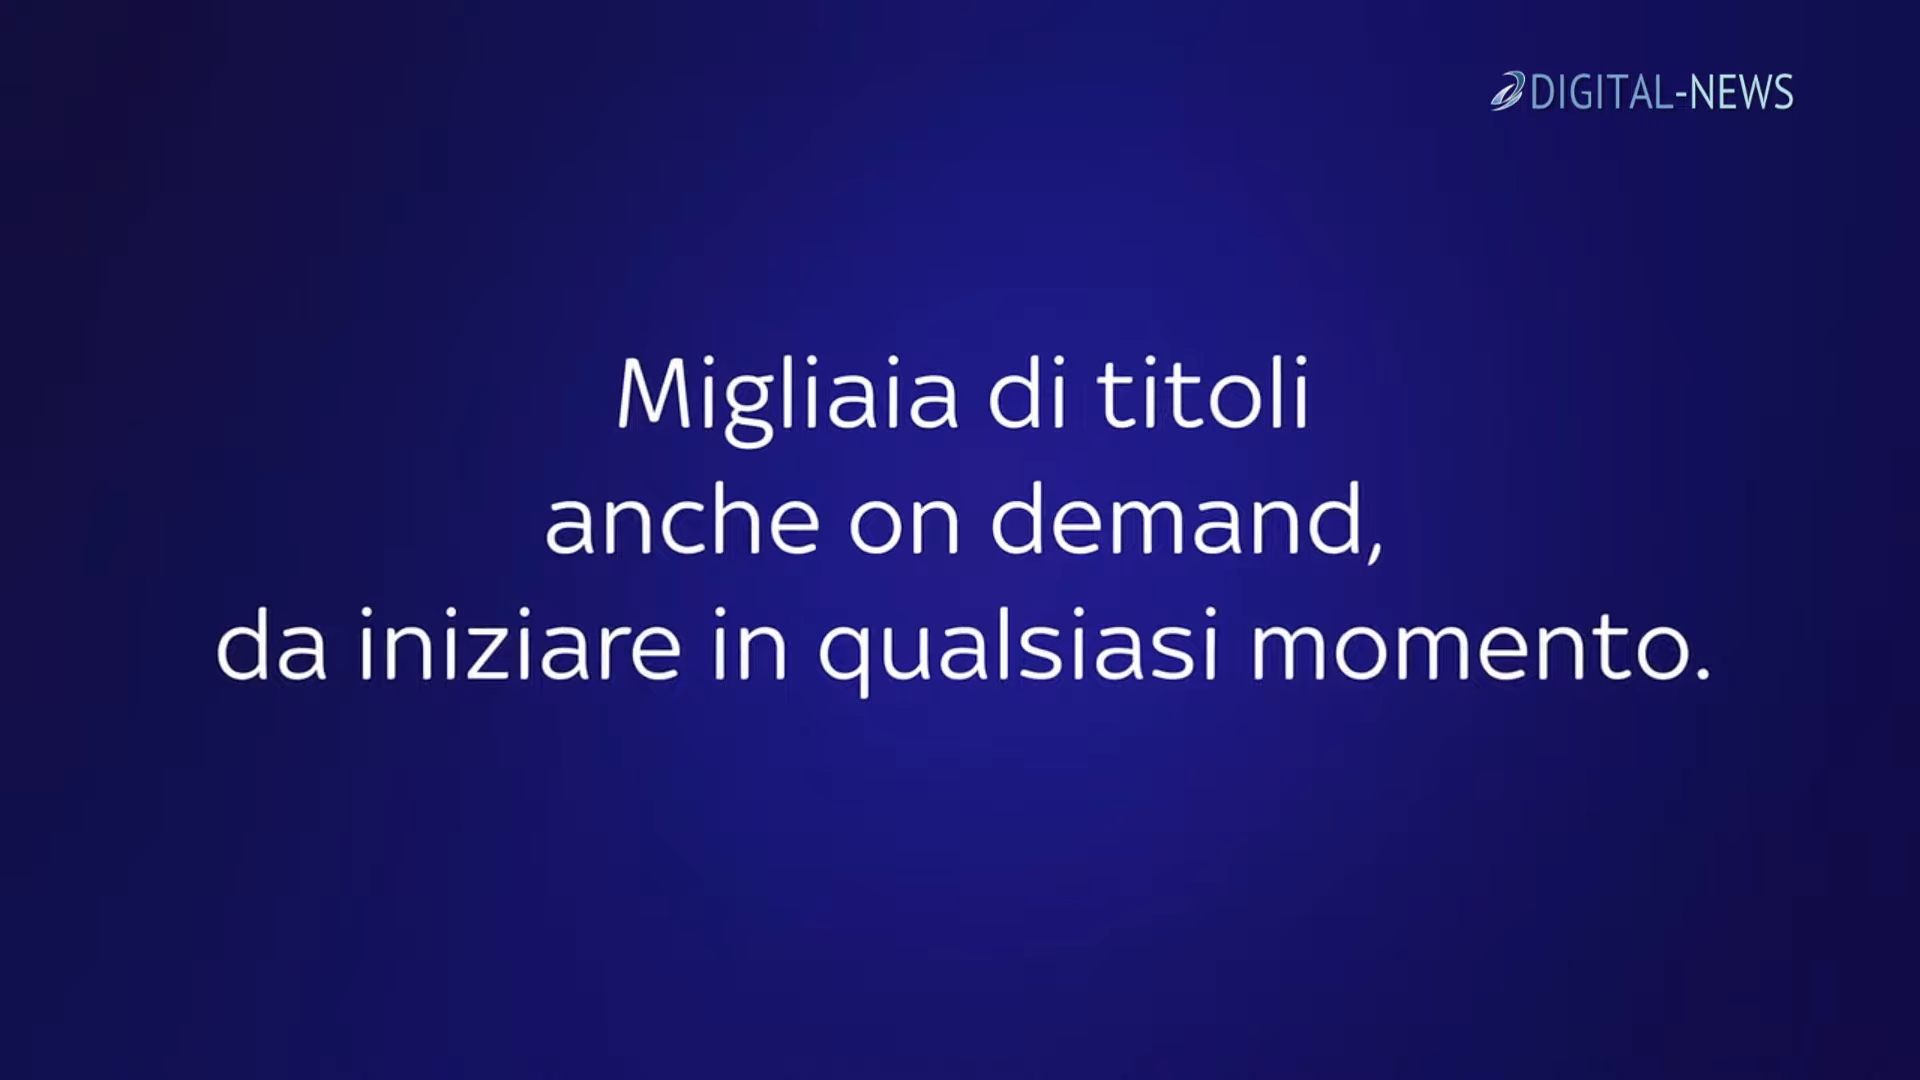 DIGITAL-NEWS
Migliaia di titoli
anche on demand,
da iniziare in qualsiasi momento.